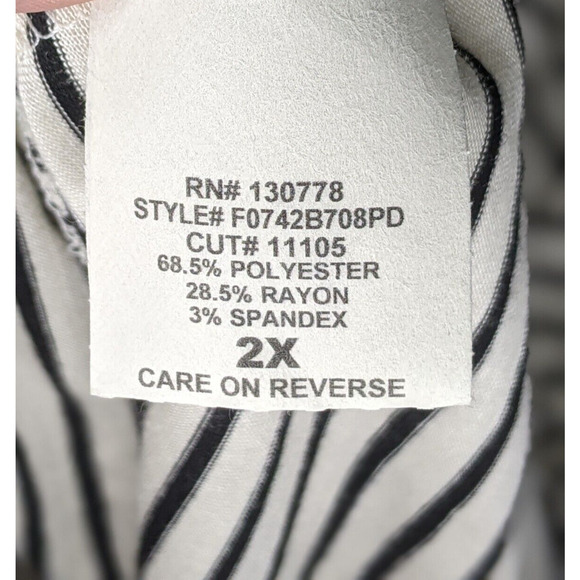 RN# 130778
STYLE# F0742B708PD
CUT# 11105
68.5% POLYESTER
28.5% RAYON
3% SPANDEX
2X
CARE ON REVERSE